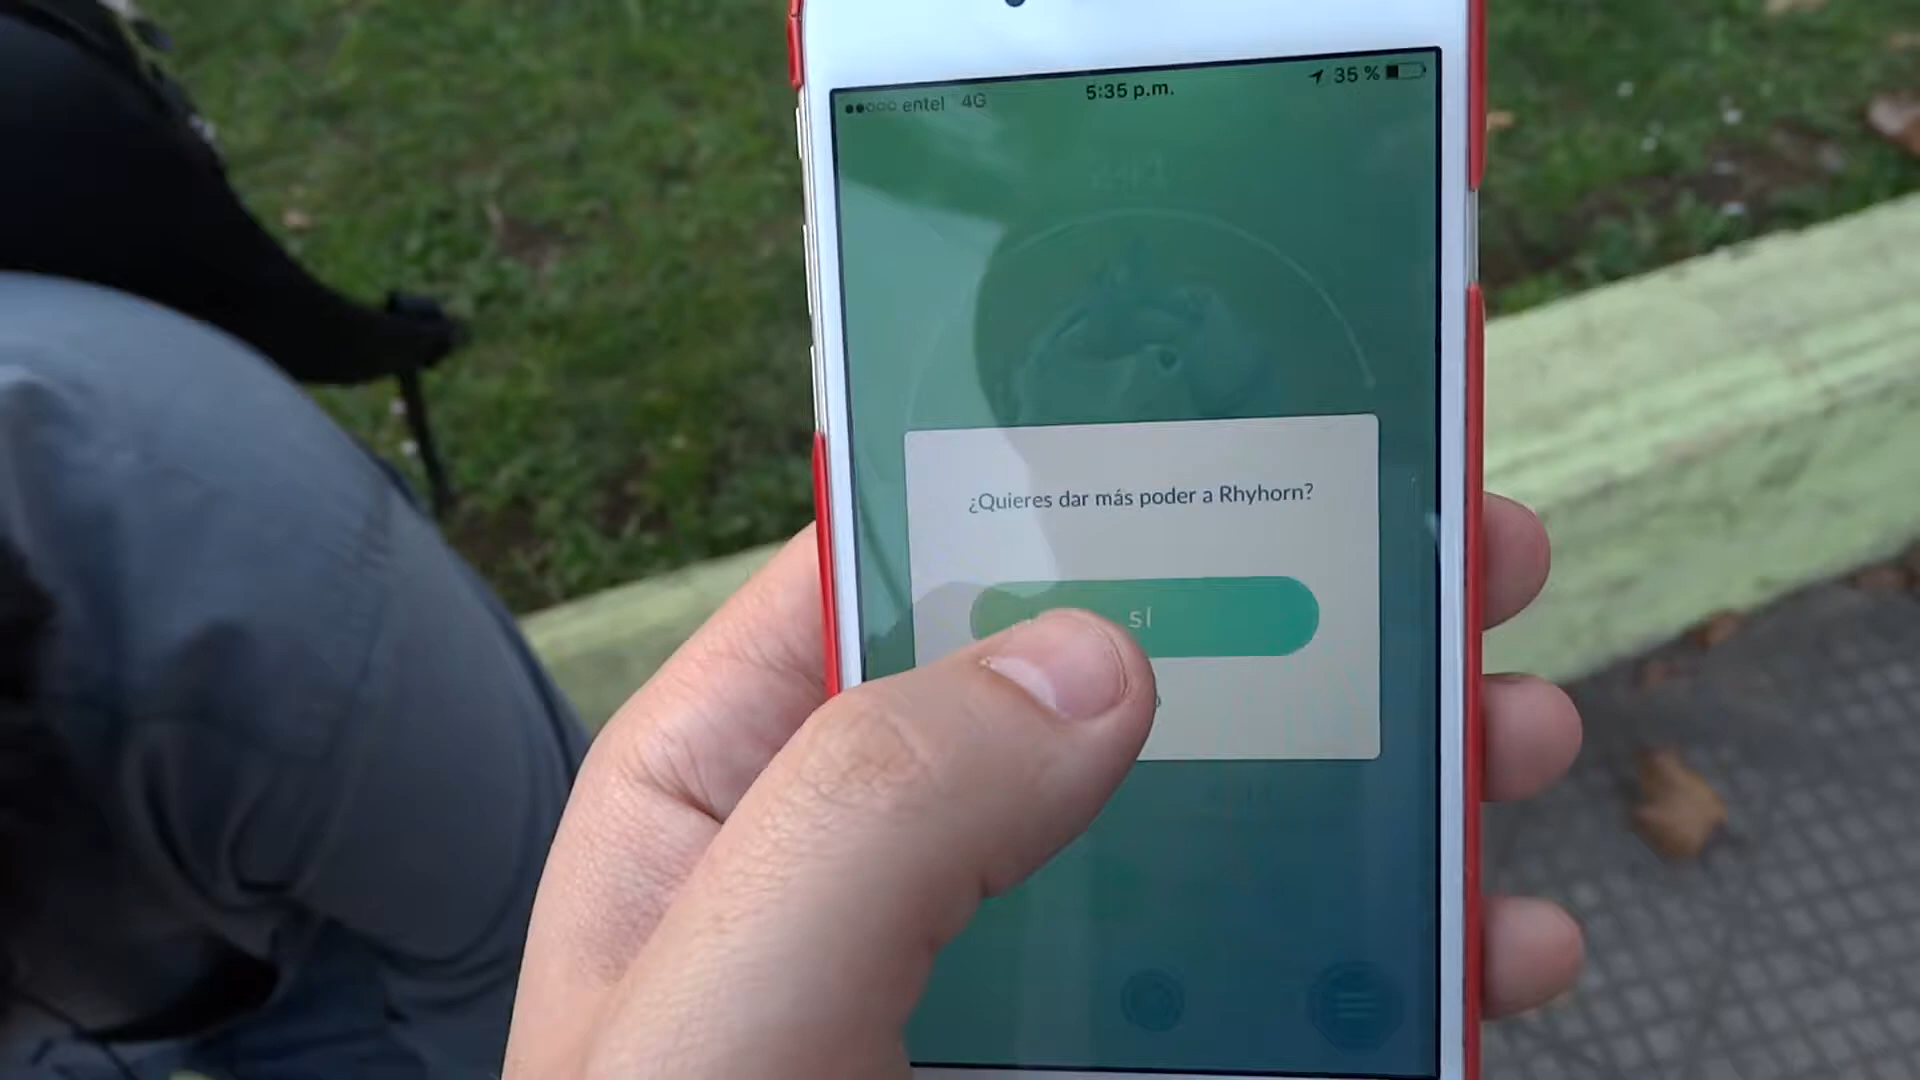 entel 4G 5:35 p.m. 35 %
¿Quieres dar más poder a Rhyhorn?
SÍ